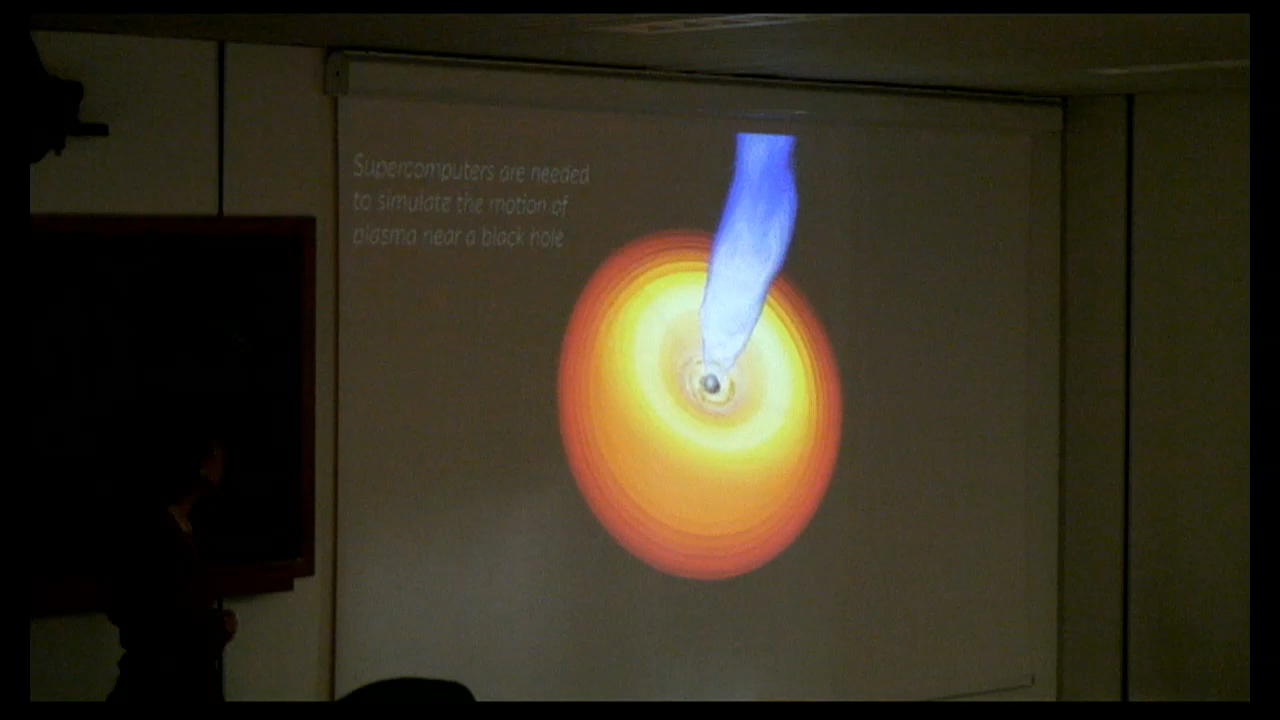 Supercomputers are needed
to simulate the motion of
plasma near a black hole